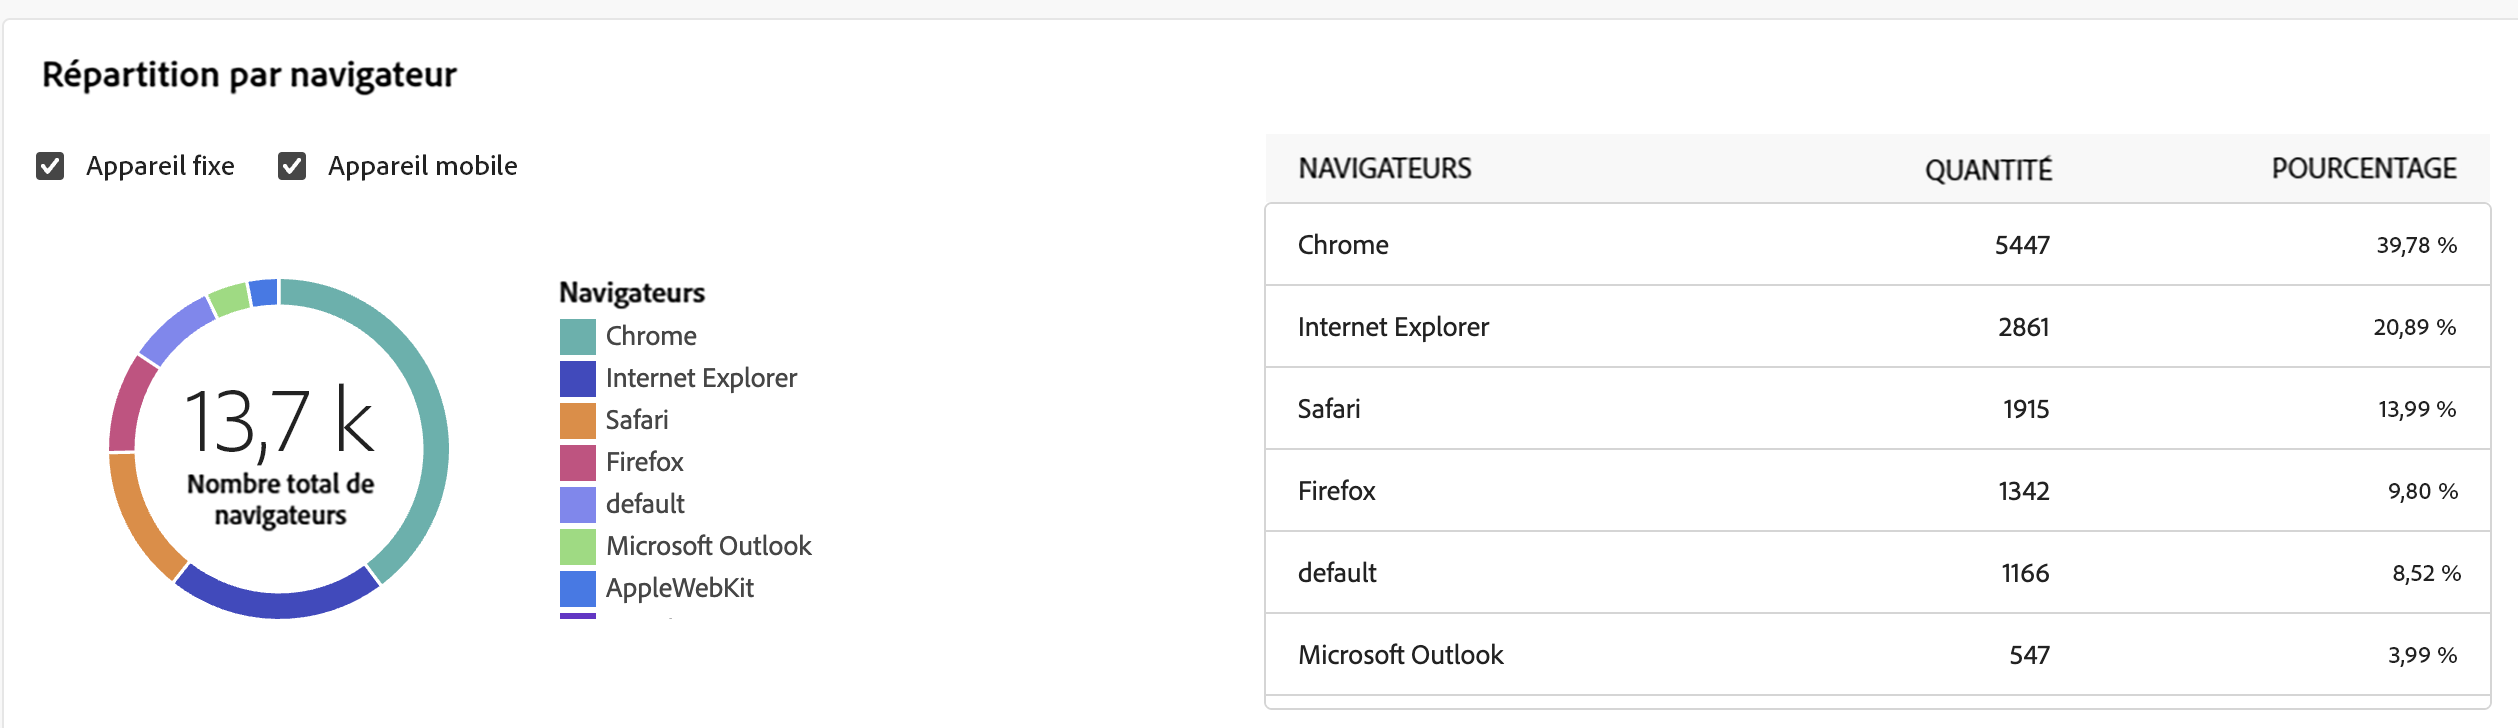 Répartition par navigateur
Appareil fixe Appareil mobile
13,7 k
Nombre total de
navigateurs
Navigateurs
Chrome
Internet Explorer
Safari
Firefox
default
Microsoft Outlook
AppleWebKit
NAVIGATEURS QUANTITÉ POURCENTAGE
Chrome 5447 39,78 %
Internet Explorer 2861 20,89 %
Safari 1915 13,99 %
Firefox 1342 9,80 %
default 1166 8,52 %
Microsoft Outlook 547 3,99 %